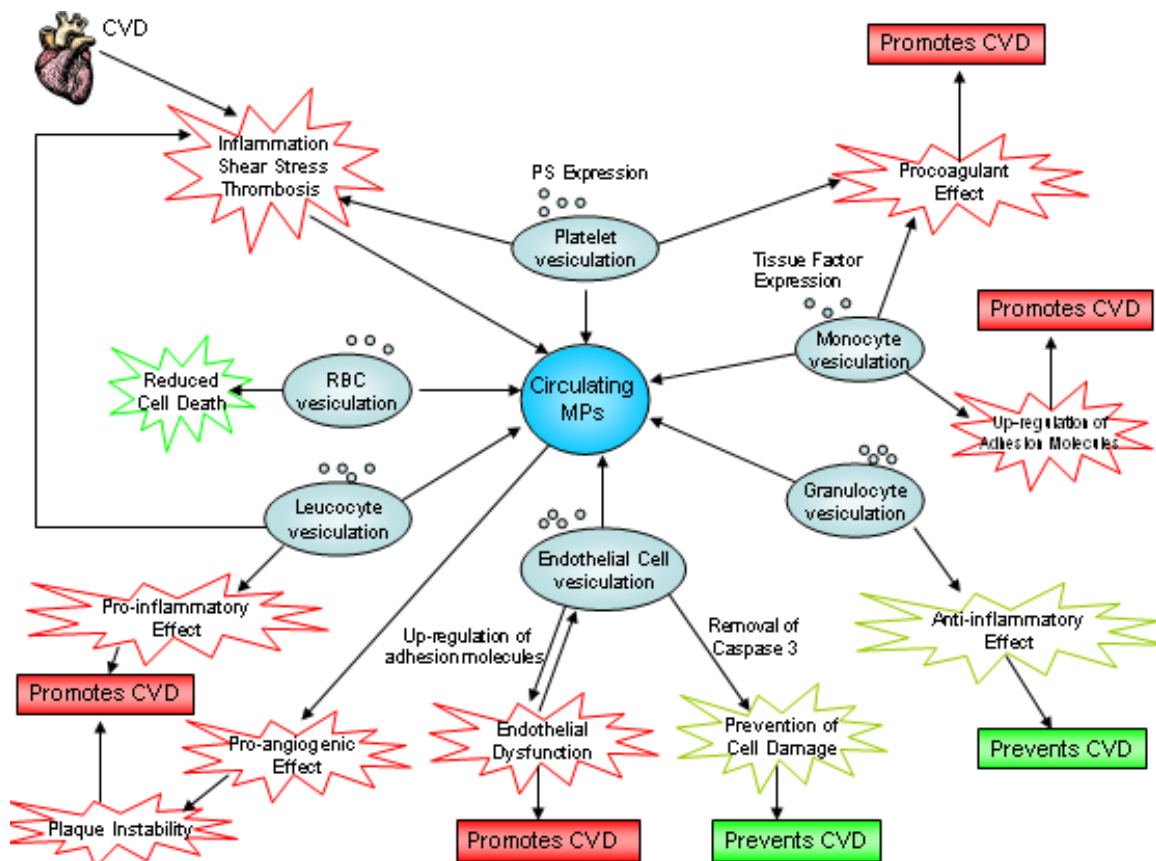 CVD
Promotes CVD
Inflammation
Shear Stress
Thrombosis
PS Expression
Procoagulant
Effect
Platelet
vesiculation
Tissue Factor
Expression
Promotes CVD
Monocyte
vesiculation
Reduced
Cell Death
RBC
vesiculation
Circulating
MPs
Up-regulation of
Adhesion Molecules
Leucocyte
vesiculation
Granulocyte
vesiculation
Endothelial Cell
vesiculation
Pro-inflammatory
Effect
Up-regulation of
adhesion molecules
Removal of
Caspase 3
Anti-inflammatory
Effect
Promotes CVD
Pro-angiogenic
Effect
Endothelial
Dysfunction
Prevention of
Cell Damage
Prevents CVD
Plaque Instability
Promotes CVD
Prevents CVD